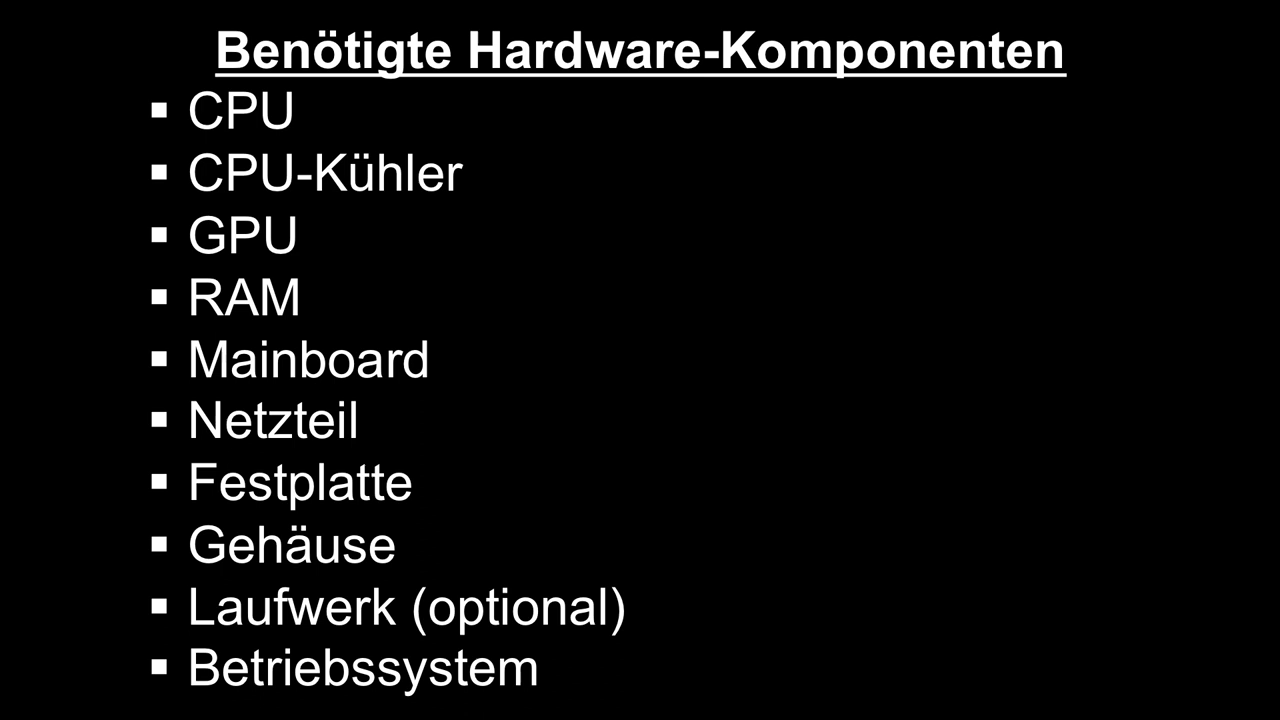 Benötigte Hardware-Komponenten
▪ CPU
▪ CPU-Kühler
▪ GPU
▪ RAM
▪ Mainboard
▪ Netzteil
▪ Festplatte
▪ Gehäuse
▪ Laufwerk (optional)
▪ Betriebssystem